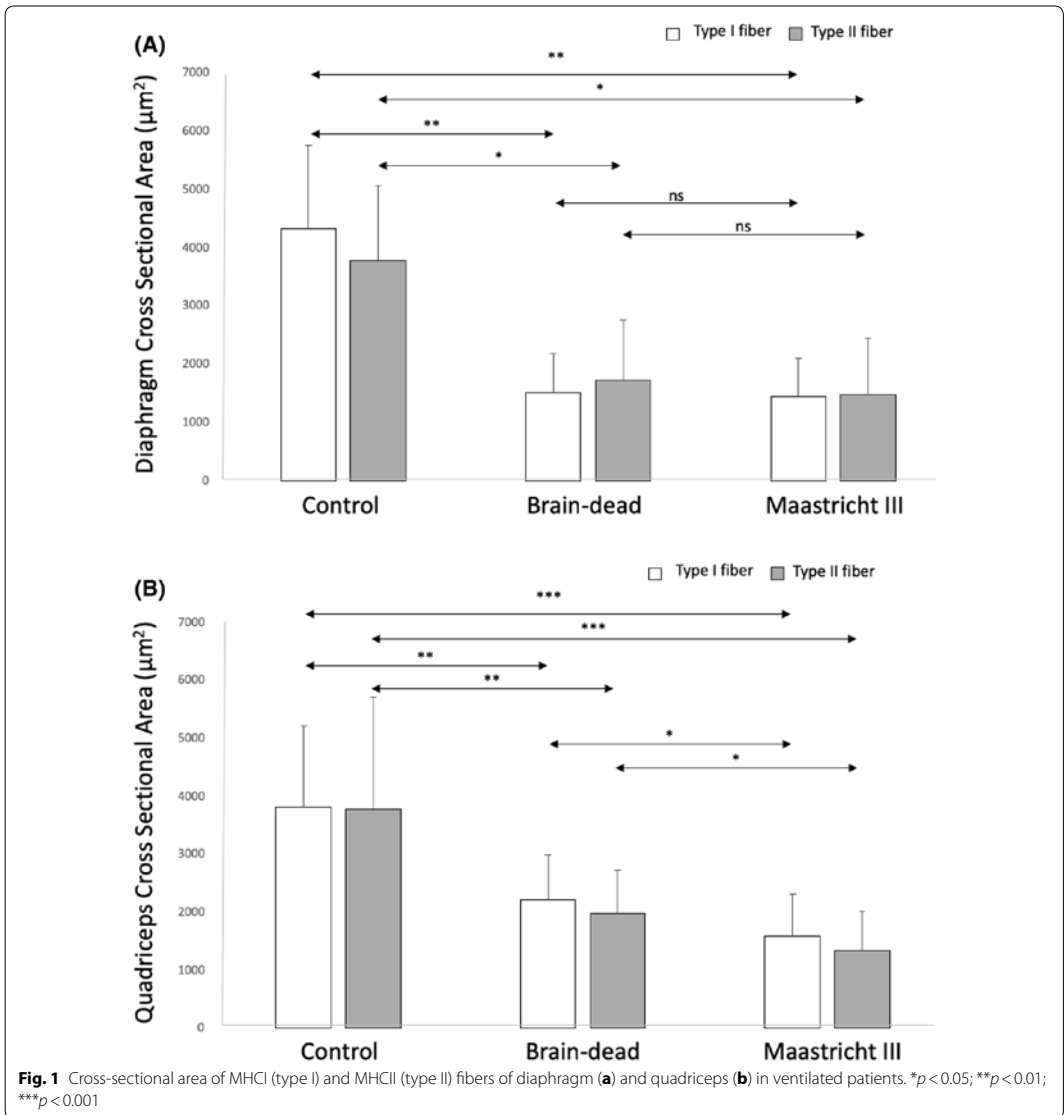 (A)
Type I fiber Type II fiber
Diaphragm Cross Sectional Area (µm²)
7000
6000
5000
4000
3000
2000
1000
0
**
*
**
*
ns
ns
Control Brain-dead Maastricht III
(B)
Type I fiber Type II fiber
Quadriceps Cross Sectional Area (µm²)
7000
6000
5000
4000
3000
2000
1000
0
***
***
**
**
*
*
Control Brain-dead Maastricht III
Fig. 1 Cross-sectional area of MHCI (type I) and MHCII (type II) fibers of diaphragm (a) and quadriceps (b) in ventilated patients. *p < 0.05; **p < 0.01;
***p < 0.001